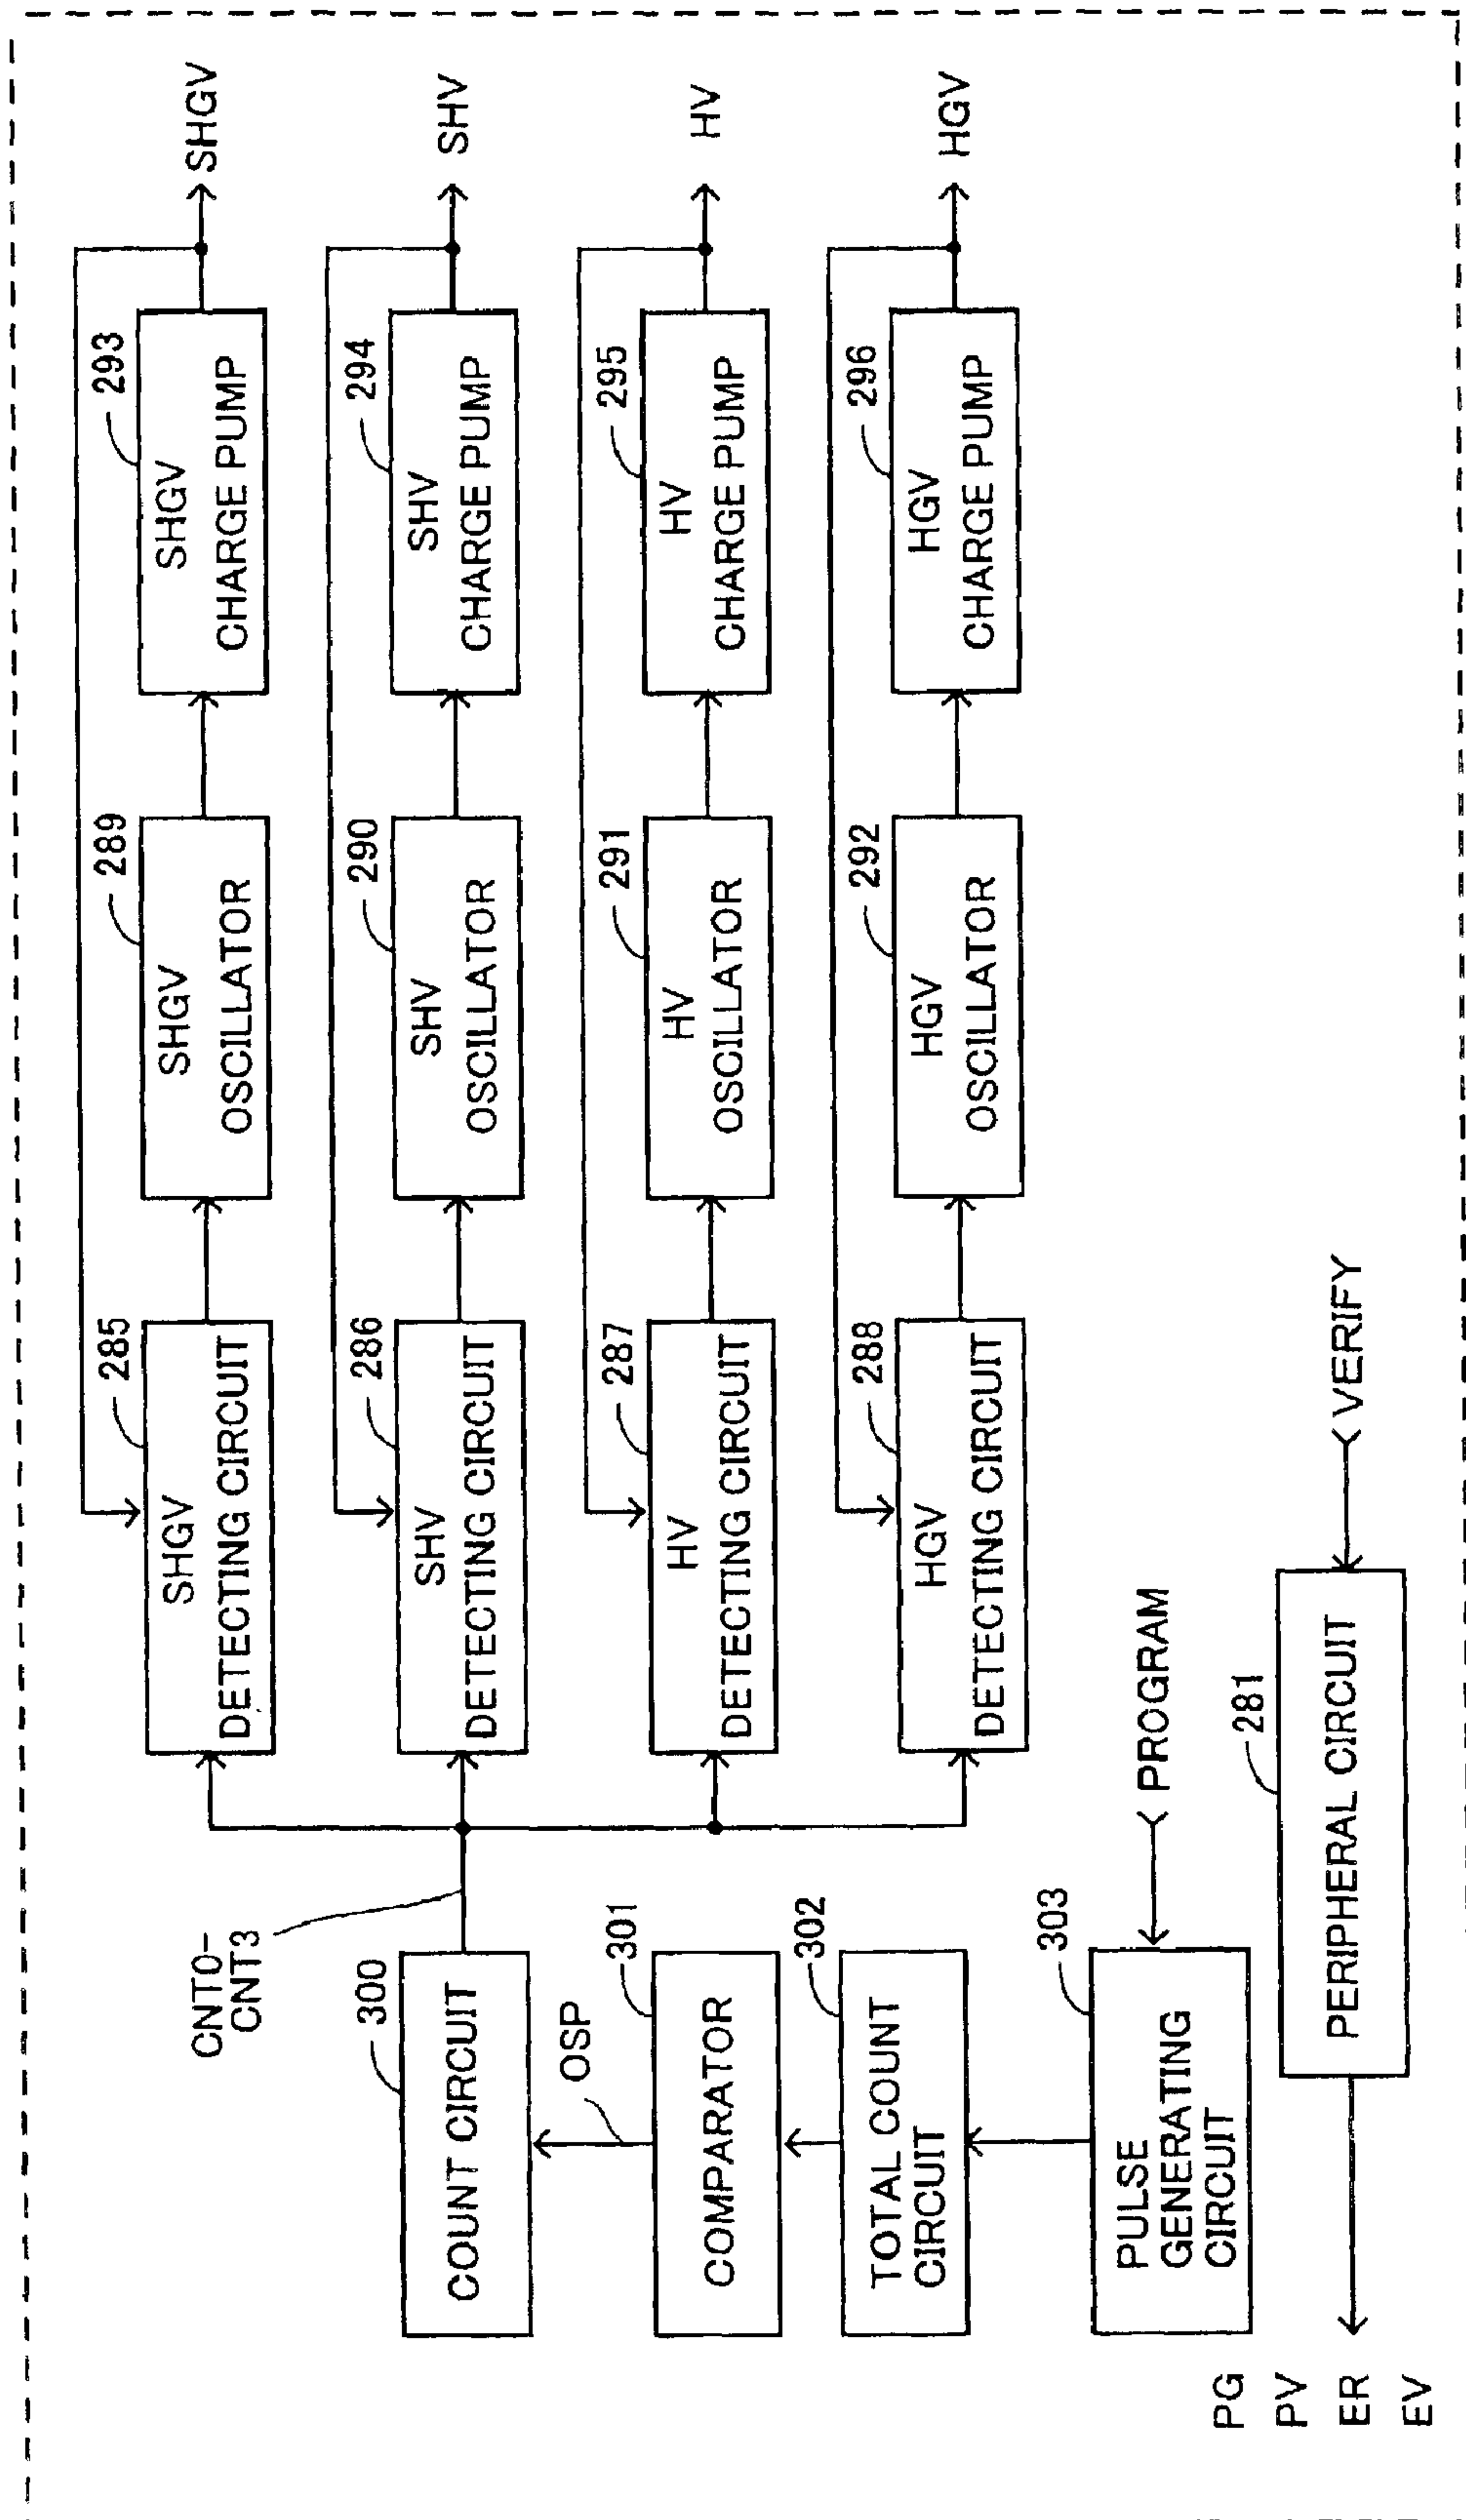 293
SHGV
CHARGE PUMP
289
SHGV
OSCILLATOR
285
SHGV
DETECTING CIRCUIT
SHGV
294
SHV
CHARGE PUMP
290
SHV
OSCILLATOR
286
SHV
DETECTING CIRCUIT
SHV
295
HV
CHARGE PUMP
291
HV
OSCILLATOR
287
HV
DETECTING CIRCUIT
HV
296
HGV
CHARGE PUMP
292
HGV
OSCILLATOR
288
HGV
DETECTING CIRCUIT
HGV
CNT0-
CNT3
300
COUNT CIRCUIT
OSP
301
COMPARATOR
302
TOTAL COUNT
CIRCUIT
303
PULSE
GENERATING
CIRCUIT
PROGRAM
281
PERIPHERAL CIRCUIT
VERIFY
PG
PV
ER
EV